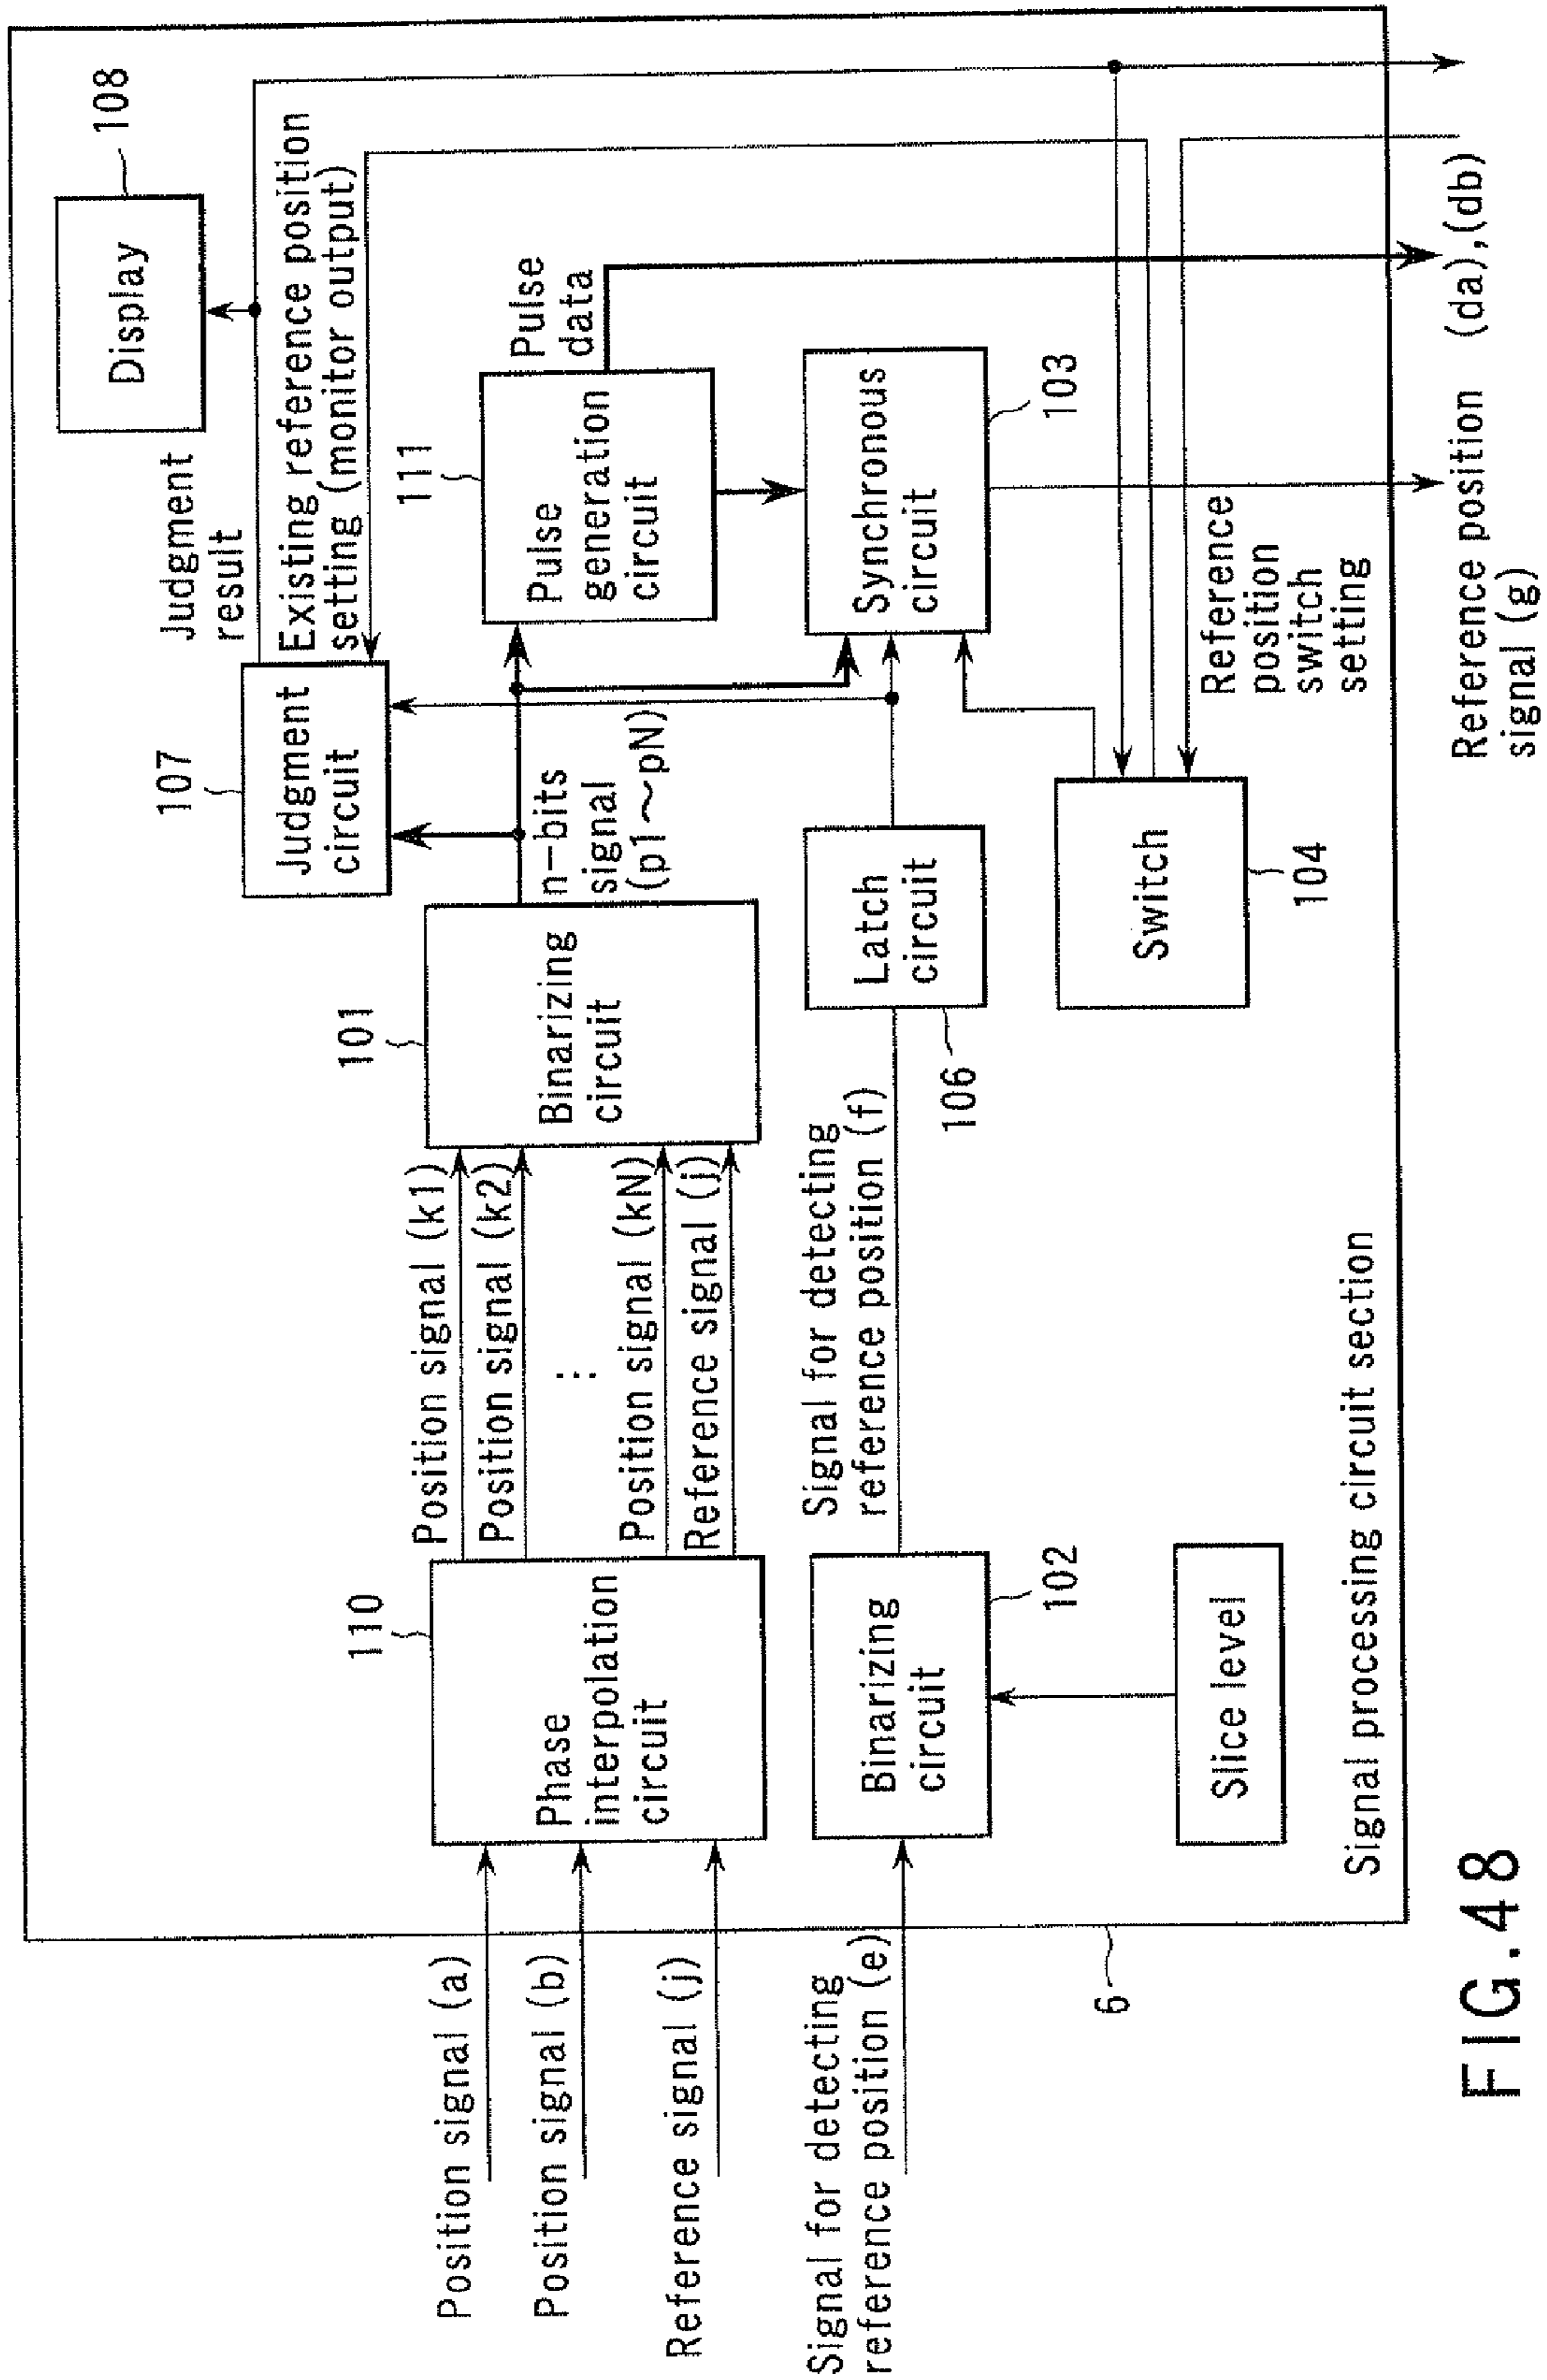 108
Display
Judgment
result
Existing reference position
setting (monitor output)
107
Judgment
circuit
Pulse
data
111
Pulse
generation
circuit
101
Binarizing
circuit
n-bits
signal
(p1~pN)
110
Phase
interpolation
circuit
Position signal (k1)
Position signal (k2)
⋮
Position signal (kN)
Reference signal (j)
Position signal (a)
Position signal (b)
Reference signal (j)
Signal for detecting
reference position (e)
Binarizing
circuit
102
Signal for detecting
reference position (f)
Latch
circuit
106
Synchronous
circuit
103
Slice level
Switch
104
Reference
position
switch
setting
Signal processing circuit section
6
(da),(db)
Reference position
signal (g)
FIG.48